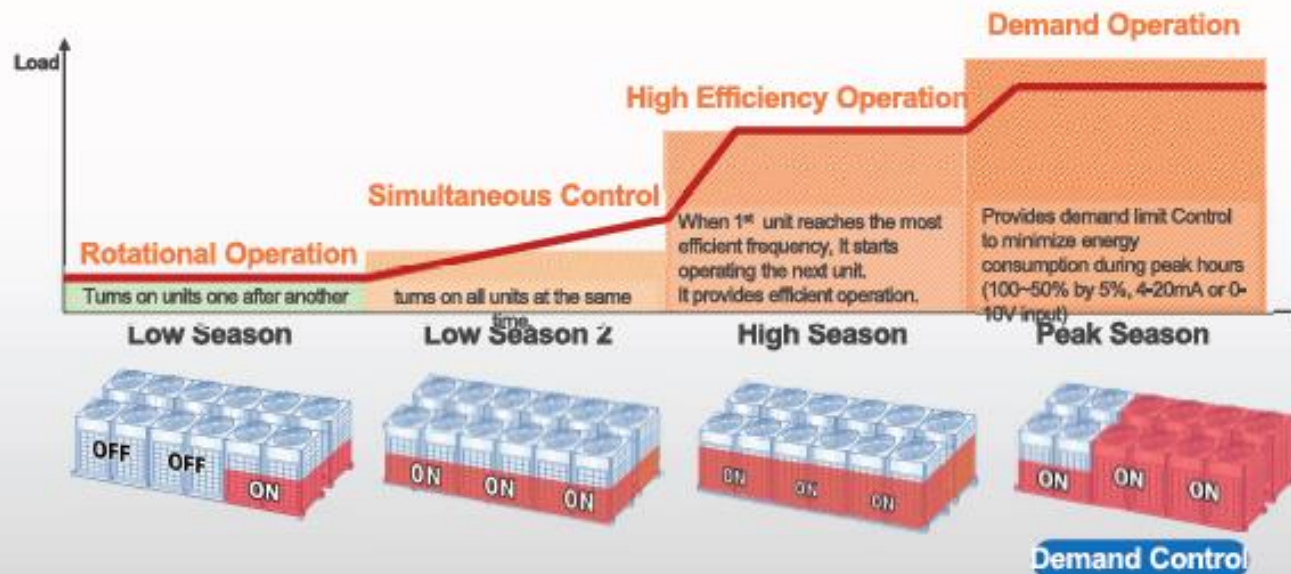 Demand Operation
Load
High Efficiency Operation
Simultaneous Control
Rotational Operation
Turns on units one after another
turns on all units at the same
time
When 1st unit reaches the most
efficient frequency, It starts
operating the next unit.
It provides efficient operation.
Provides demand limit Control
to minimize energy
consumption during peak hours
(100~50% by 5%, 4-20mA or 0-
10V input)
Low Season
Low Season 2
High Season
Peak Season
OFF
OFF
ON
ON
ON
ON
ON
ON
ON
ON
ON
ON
Demand Control